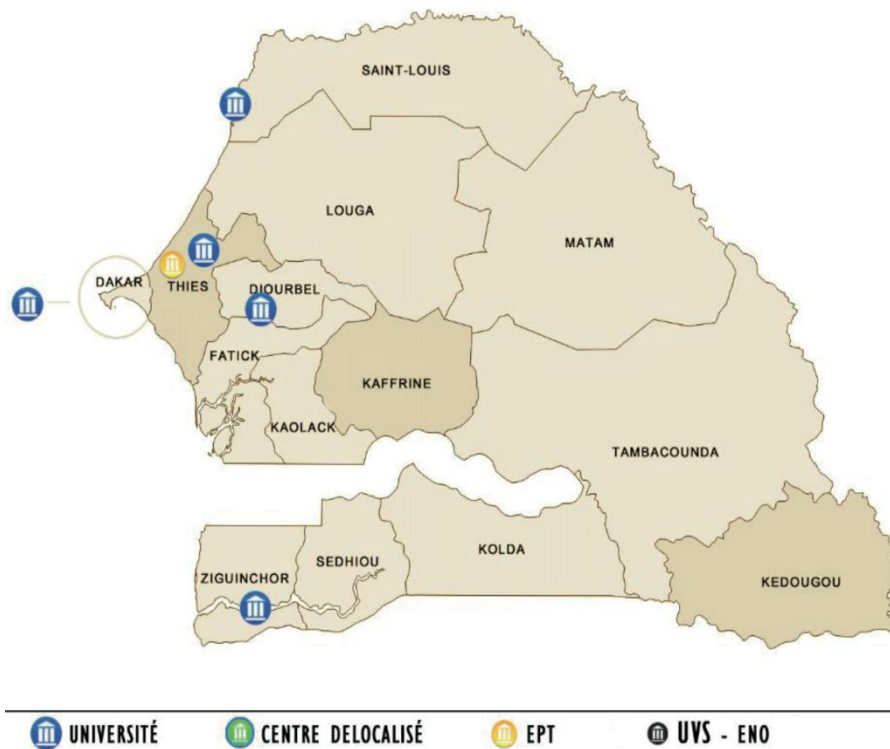 SAINT-LOUIS
LOUGA
MATAM
DAKAR
THIES
DIOURBEL
FATICK
KAFFRINE
KAOLACK
TAMBACOUNDA
KOLDA
SEDHIOU
ZIGUINCHOR
KEDOUGOU
UNIVERSITÉ
CENTRE DELOCALISÉ
EPT
UVS - ENO